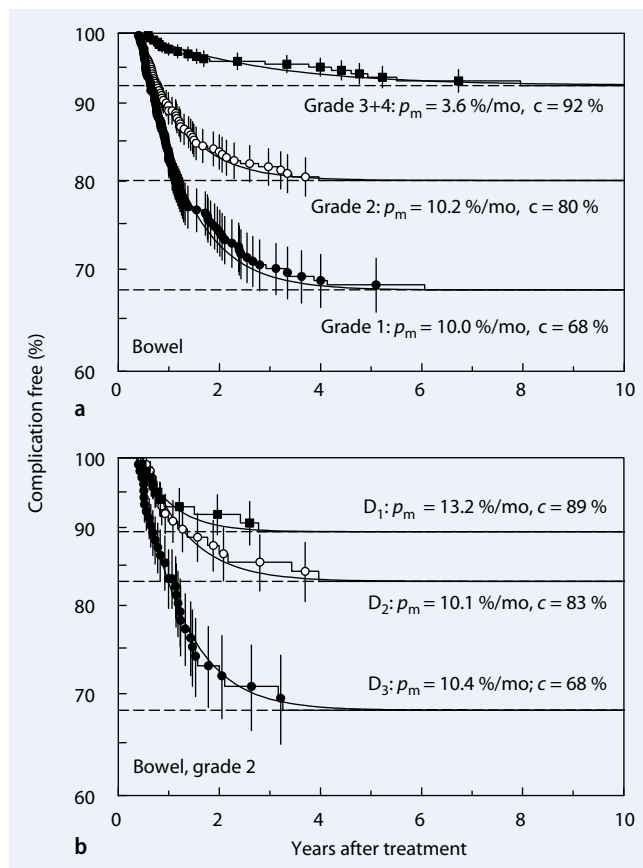 100
90
80
70
60
Grade 3+4: pm = 3.6 %/mo, c = 92 %
Grade 2: pm = 10.2 %/mo, c = 80 %
Grade 1: pm = 10.0 %/mo, c = 68 %
Bowel
0 2 4 6 8 10
a
Complication free (%)
100
90
80
70
60
D1: pm = 13.2 %/mo, c = 89 %
D2: pm = 10.1 %/mo, c = 83 %
D3: pm = 10.4 %/mo; c = 68 %
Bowel, grade 2
0 2 4 6 8 10
b
Years after treatment